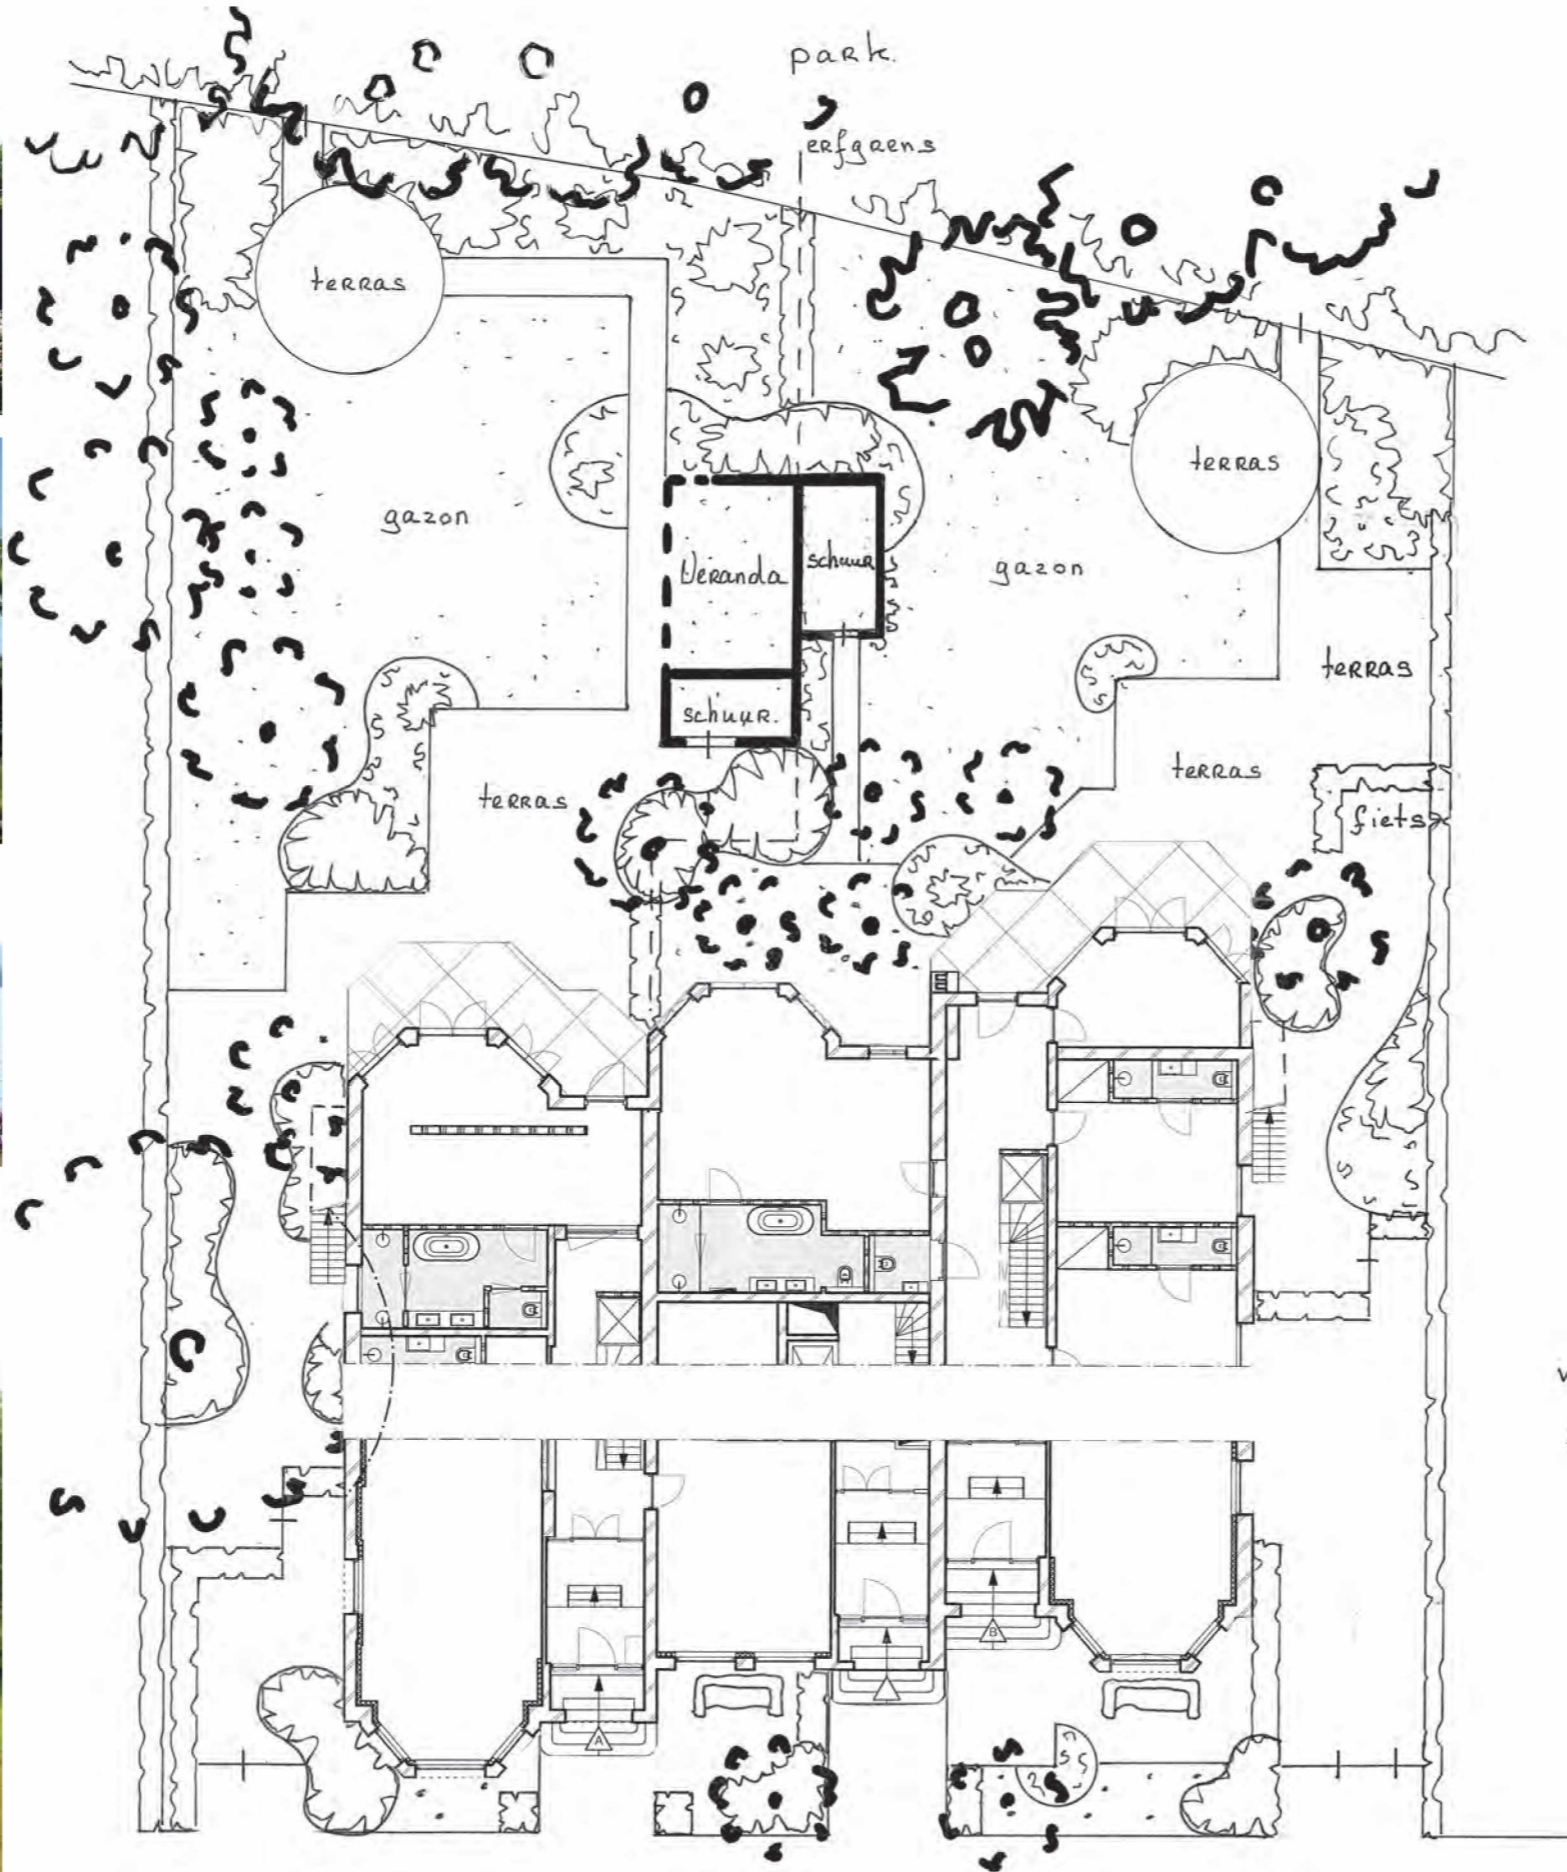 park.
erfgrens
terras
terras
gazon
Veranda
schuur
gazon
terras
schuur.
terras
terras
fiets
A
B